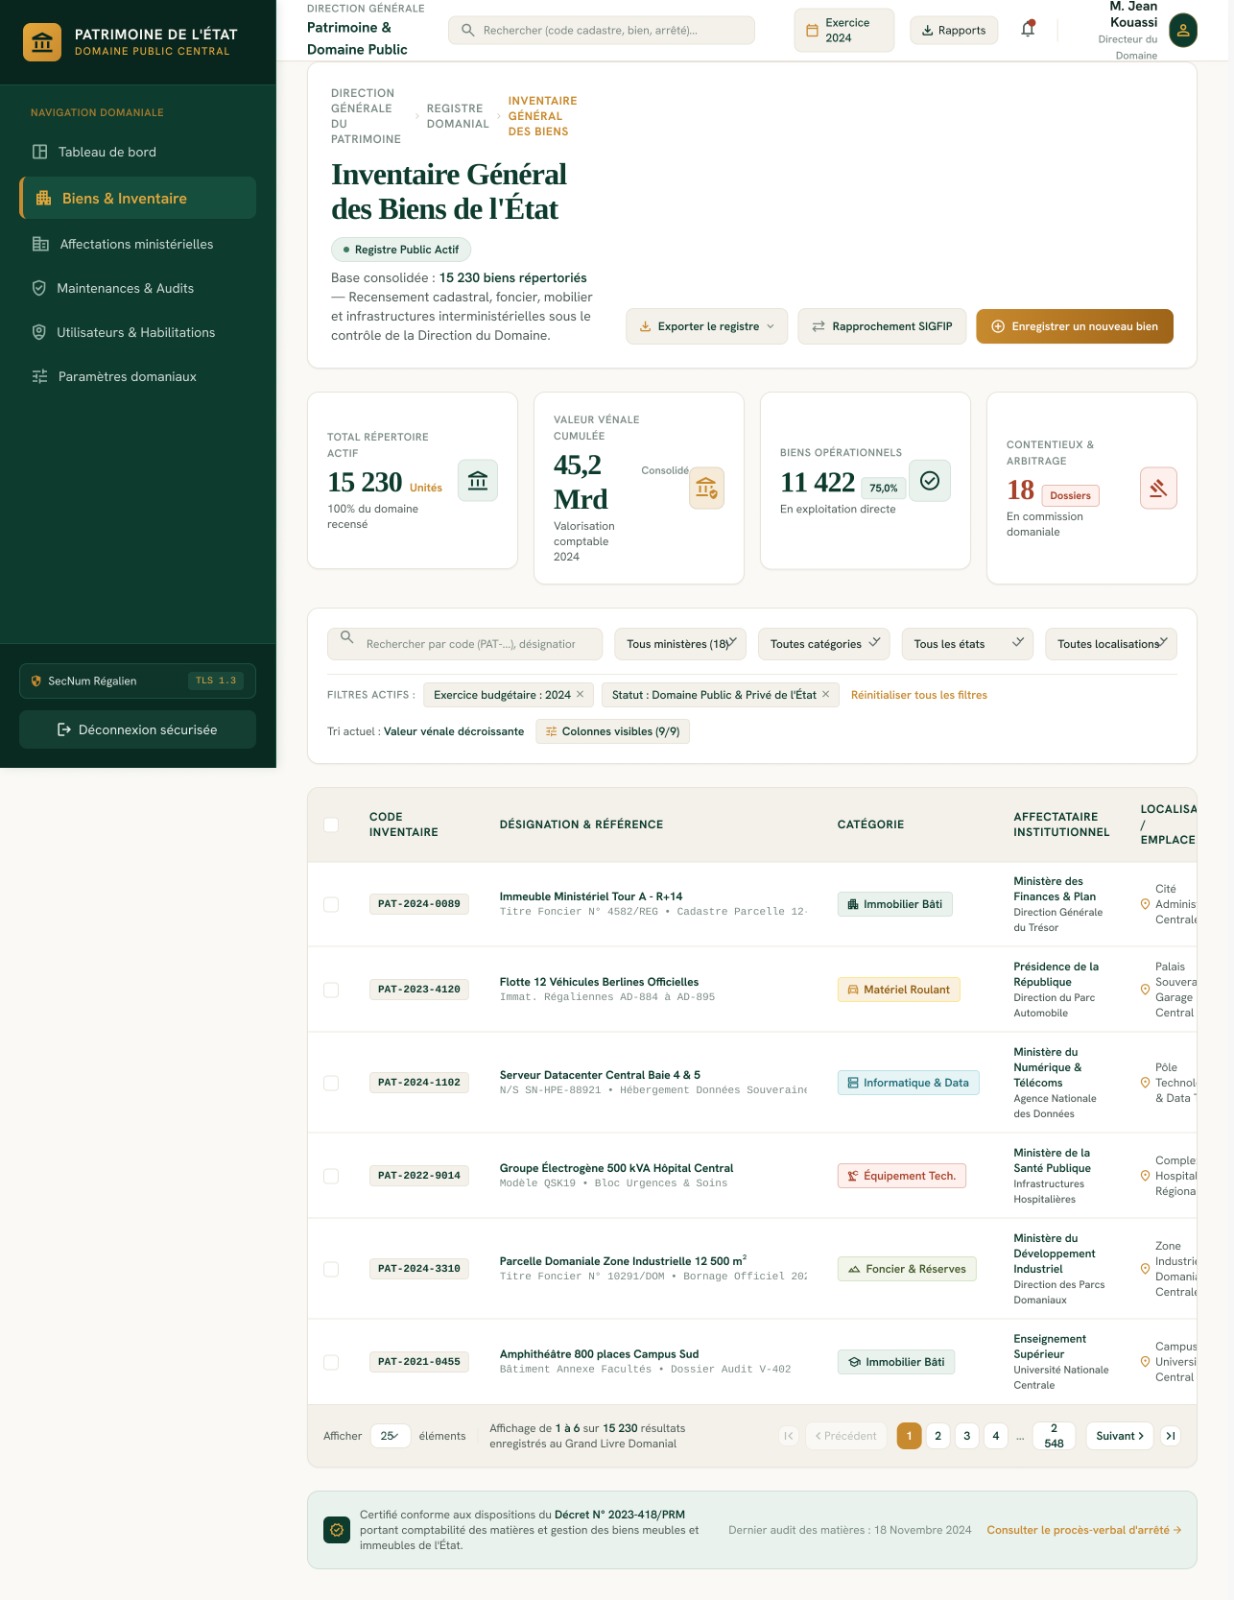 PATRIMOINE DE L'ÉTAT
DOMAINE PUBLIC CENTRAL
NAVIGATION DOMANIALE
Tableau de bord
Biens & Inventaire
Affectations ministérielles
Maintenances & Audits
Utilisateurs & Habilitations
Paramètres domaniaux
SecNum Régalien
TLS 1.3
Déconnexion sécurisée
DIRECTION GÉNÉRALE
Patrimoine &
Domaine Public
Rechercher (code cadastre, bien, arrêté)...
Exercice
2024
Rapports
M. Jean
Kouassi
Directeur du
Domaine
DIRECTION
GÉNÉRALE
DU
PATRIMOINE
REGISTRE
DOMANIAL
INVENTAIRE
GÉNÉRAL
DES BIENS
Inventaire Général
des Biens de l'État
Registre Public Actif
Base consolidée : 15 230 biens répertoriés
— Recensement cadastral, foncier, mobilier
et infrastructures interministérielles sous le
contrôle de la Direction du Domaine.
Exporter le registre
Rapprochement SIGFIP
Enregistrer un nouveau bien
TOTAL RÉPERTOIRE
ACTIF
15 230 Unités
100% du domaine
recensé
VALEUR VÉNALE
CUMULÉE
45,2
Mrd
Consolidé
Valorisation
comptable
2024
BIENS OPÉRATIONNELS
11 422 75,0%
En exploitation directe
CONTENTIEUX &
ARBITRAGE
18 Dossiers
En commission
domaniale
Rechercher par code (PAT-...), désignation
Tous ministères (18)
Toutes catégories
Tous les états
Toutes localisations
FILTRES ACTIFS :
Exercice budgétaire : 2024 ×
Statut : Domaine Public & Privé de l'État ×
Réinitialiser tous les filtres
Tri actuel : Valeur vénale décroissante
Colonnes visibles (9/9)
CODE
INVENTAIRE
DÉSIGNATION & RÉFÉRENCE
CATÉGORIE
AFFECTATAIRE
INSTITUTIONNEL
LOCALISA
/
EMPLACE
PAT-2024-0089
Immeuble Ministériel Tour A - R+14
Titre Foncier N° 4582/REG • Cadastre Parcelle 12-
Immobilier Bâti
Ministère des
Finances & Plan
Direction Générale
du Trésor
Cité
Adminis
Centrale
PAT-2023-4120
Flotte 12 Véhicules Berlines Officielles
Immat. Régaliennes AD-884 à AD-895
Matériel Roulant
Présidence de la
République
Direction du Parc
Automobile
Palais
Souvera
Garage
Central
PAT-2024-1102
Serveur Datacenter Central Baie 4 & 5
N/S SN-HPE-88921 • Hébergement Données Souveraine
Informatique & Data
Ministère du
Numérique &
Télécoms
Agence Nationale
des Données
Pôle
Technol
& Data
PAT-2022-9014
Groupe Électrogène 500 kVA Hôpital Central
Modèle QSK19 • Bloc Urgences & Soins
Équipement Tech.
Ministère de la
Santé Publique
Infrastructures
Hospitalières
Comple
Hospital
Régiona
PAT-2024-3310
Parcelle Domaniale Zone Industrielle 12 500 m²
Titre Foncier N° 10291/DOM • Bornage Officiel 202
Foncier & Réserves
Ministère du
Développement
Industriel
Direction des Parcs
Domaniaux
Zone
Industrie
Domania
Centrale
PAT-2021-0455
Amphithéâtre 800 places Campus Sud
Bâtiment Annexe Facultés • Dossier Audit V-402
Immobilier Bâti
Enseignement
Supérieur
Université Nationale
Centrale
Campus
Universi
Central
Afficher 25 éléments
Affichage de 1 à 6 sur 15 230 résultats
enregistrés au Grand Livre Domanial
Précédent
1 2 3 4 ... 2
548
Suivant
Certifié conforme aux dispositions du Décret N° 2023-418/PRM
portant comptabilité des matières et gestion des biens meubles et
immeubles de l'État.
Dernier audit des matières : 18 Novembre 2024
Consulter le procès-verbal d'arrêté →